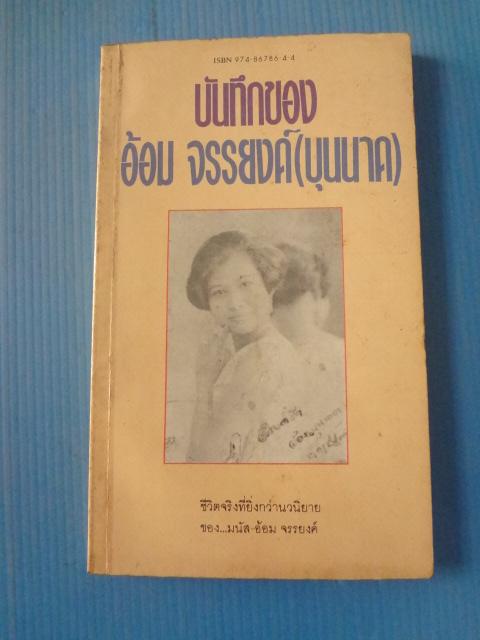 ISBN 974-86786-4-4
บันทึกของ
อ้อม จรรยงค์(บุนนาค)
ชีวิตจริงที่ยิ่งกว่านวนิยาย
ของ...มนัส-อ้อม จรรยงค์